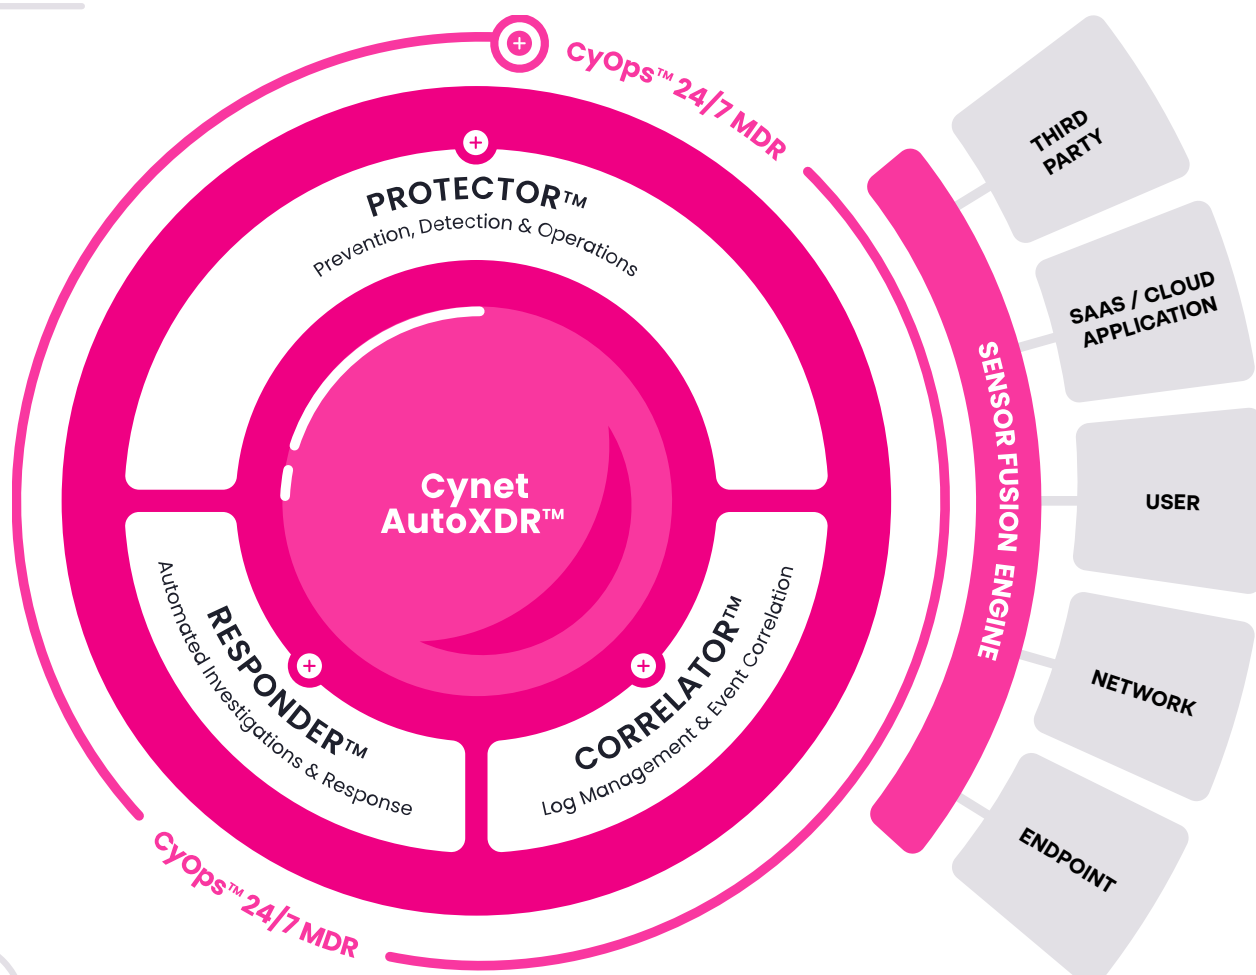 CyOps™ 24/7 MDR
PROTECTOR™
Prevention, Detection & Operations
Cynet
AutoXDR™
RESPONDER™
Automated Investigations & Response
CORRELATOR™
Log Management & Event Correlation
CyOps™ 24/7 MDR
SENSOR FUSION ENGINE
THIRD
PARTY
SAAS / CLOUD
APPLICATION
USER
NETWORK
ENDPOINT